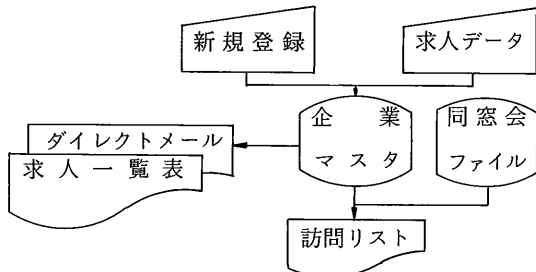 新規登録
求人データ
企業
マスタ
同窓会
ファイル
ダイレクトメール
求人一覧表
訪問リスト